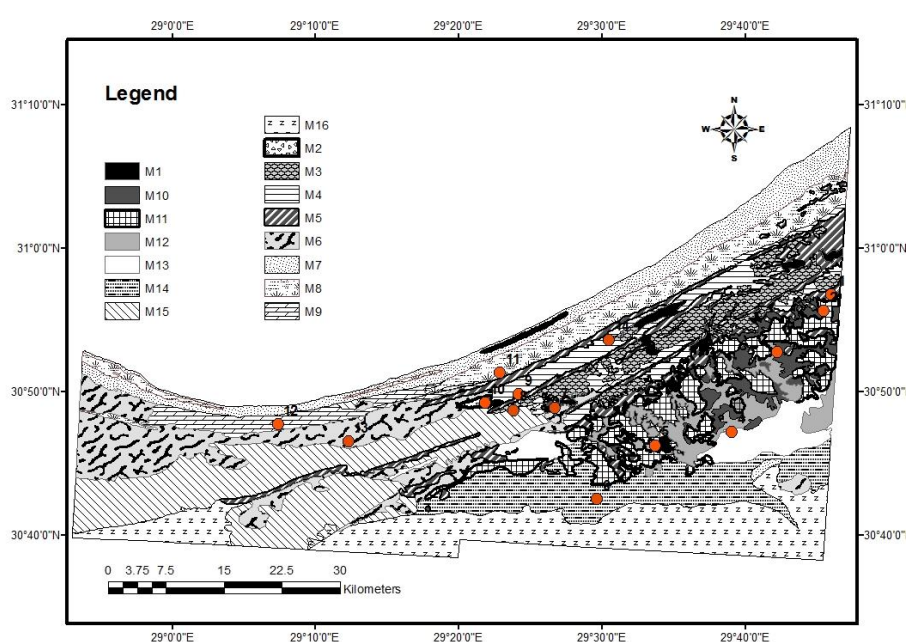 29°0'0"E 29°10'0"E 29°20'0"E 29°30'0"E 29°40'0"E
31°10'0"N 31°10'0"N
31°0'0"N 31°0'0"N
30°50'0"N 30°50'0"N
30°40'0"N 30°40'0"N
Legend
M1
M10
M11
M12
M13
M14
M15
M16
M2
M3
M4
M5
M6
M7
M8
M9
N
W E
S
11
12
0 3.75 7.5 15 22.5 30
Kilometers
29°0'0"E 29°10'0"E 29°20'0"E 29°30'0"E 29°40'0"E